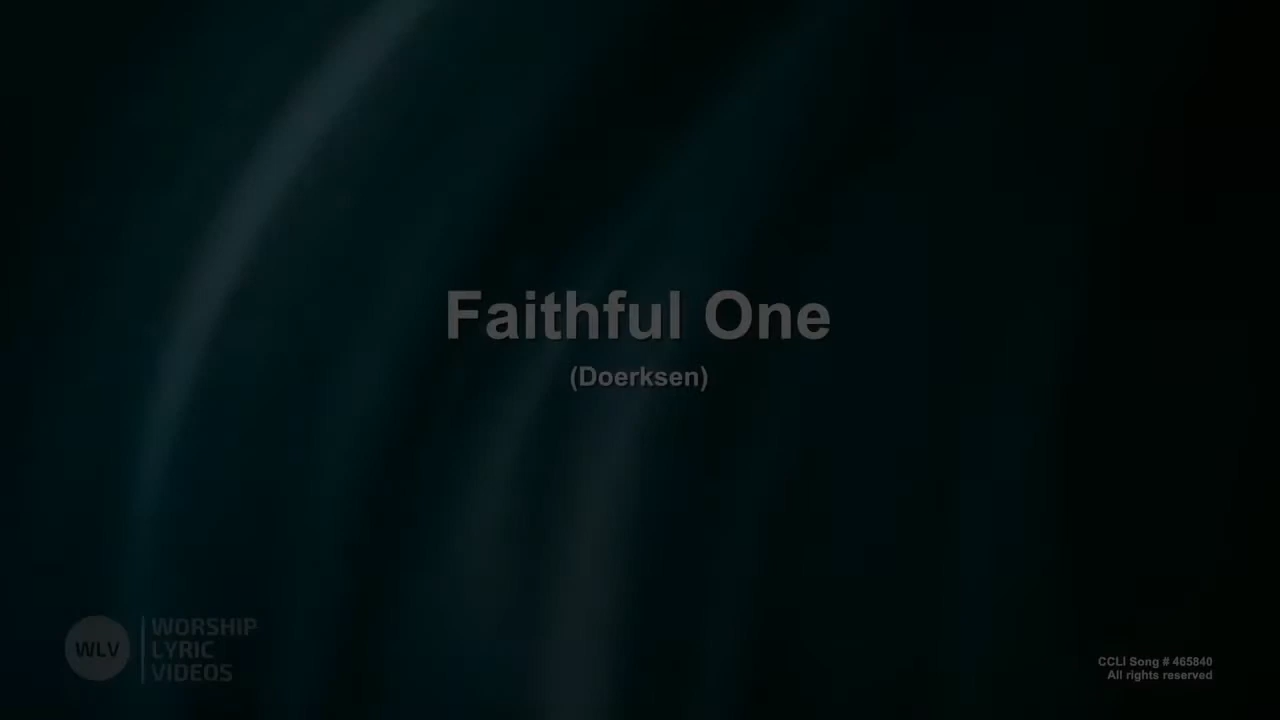 Faithful One
(Doerksen)
WLV
WORSHIP
LYRIC
VIDEOS
CCLI Song # 465840
All rights reserved